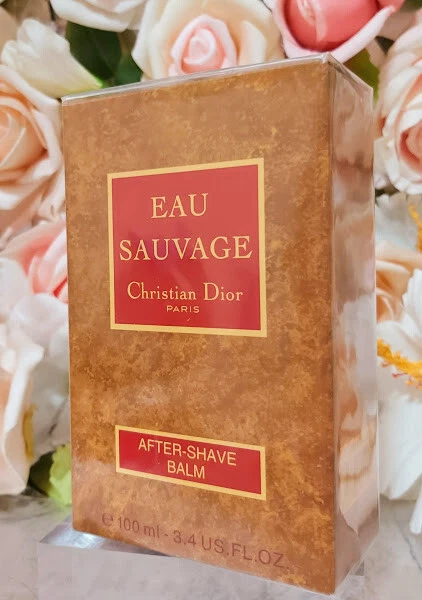 EAU
SAUVAGE
Christian Dior
PARIS
AFTER-SHAVE
BALM
e 100 ml - 3.4 US.FL.OZ.